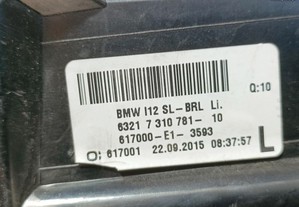 Q:10
BMW I12 SL-BRL Li.
6321 7 310 781- 10
617000-E1-3593
O; 617001 22.09.2015 08:37:57
L